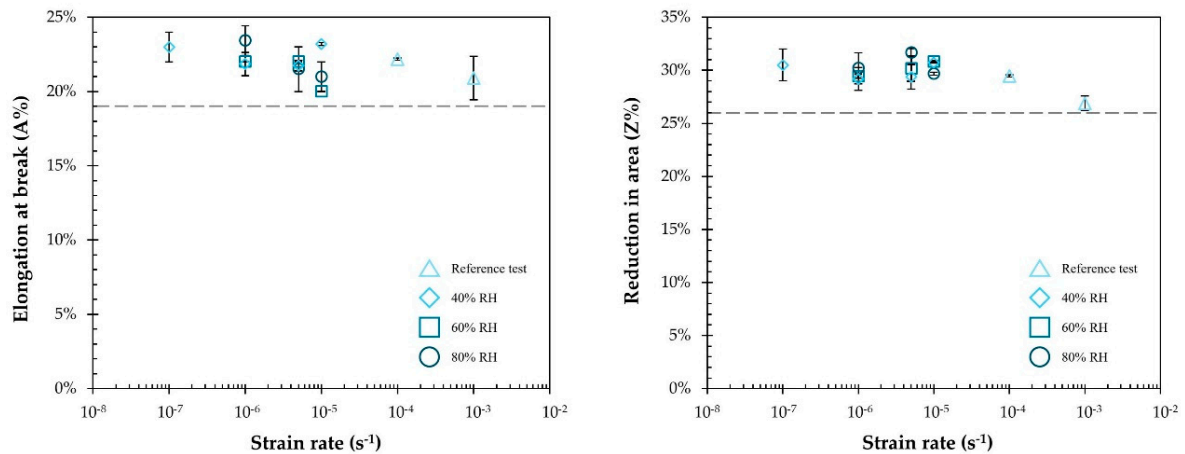 25%
20%
15%
10%
5%
0%
Elongation at break (A%)
Reference test
40% RH
60% RH
80% RH
10-8
10-7
10-6
10-5
10-4
10-3
10-2
Strain rate (s-1)
35%
30%
25%
20%
15%
10%
5%
0%
Reduction in area (Z%)
Reference test
40% RH
60% RH
80% RH
10-8
10-7
10-6
10-5
10-4
10-3
10-2
Strain rate (s-1)